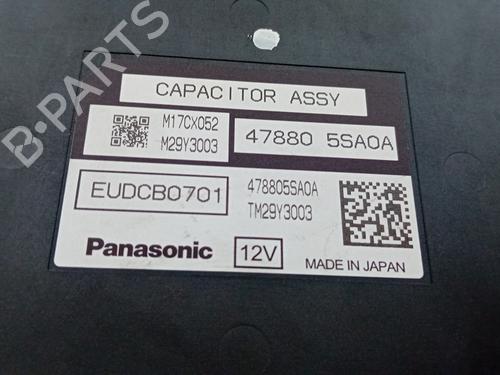 B-PARTS
CAPACITOR ASSY
M17CX052
M29Y3003
47880 5SA0A
EUDCB0701
478805SA0A
TM29Y3003
Panasonic
12V
MADE IN JAPAN